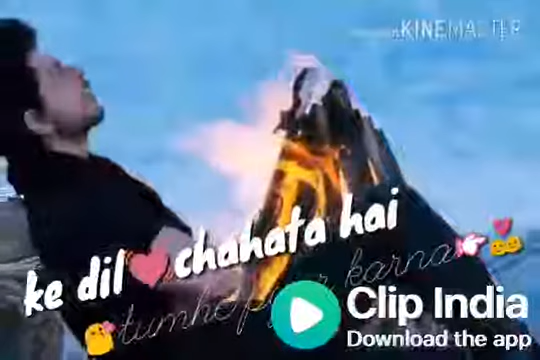 KINEMASTER
ke dil chahata hai
tumhe pyar karna
Clip India
Download the app